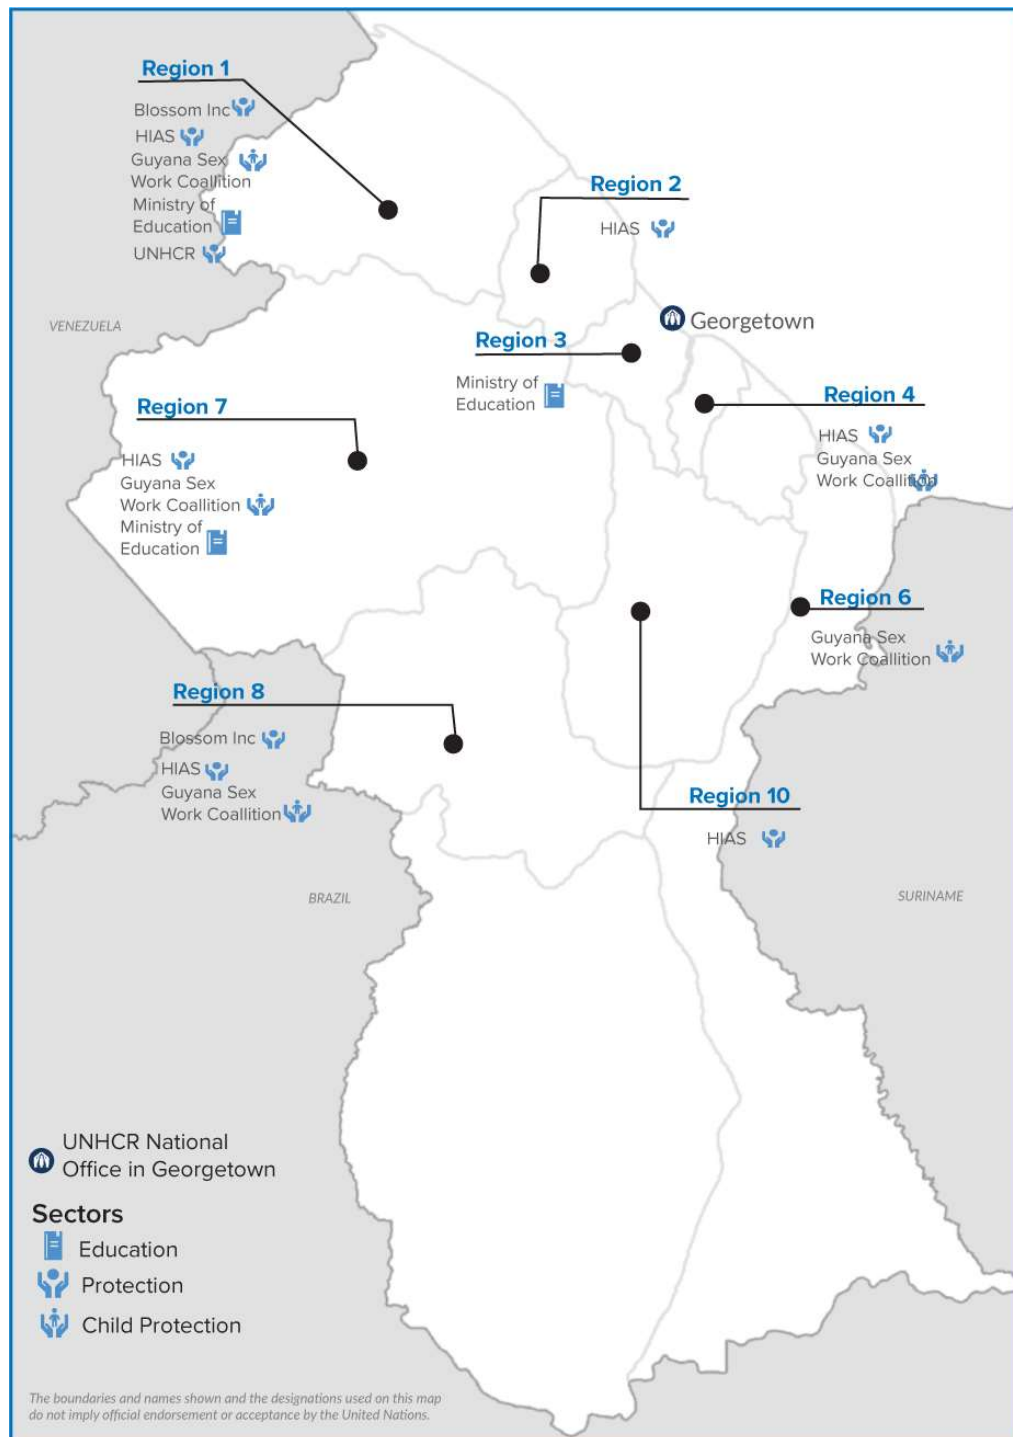 Region 1
Blossom Inc
HIAS
Guyana Sex
Work Coallition
Ministry of
Education
UNHCR
Region 2
HIAS
VENEZUELA
Georgetown
Region 3
Ministry of
Education
Region 4
HIAS
Guyana Sex
Work Coallition
Region 7
HIAS
Guyana Sex
Work Coallition
Ministry of
Education
Region 6
Guyana Sex
Work Coallition
Region 8
Blossom Inc
HIAS
Guyana Sex
Work Coallition
Region 10
HIAS
BRAZIL
SURINAME
UNHCR National
Office in Georgetown
Sectors
Education
Protection
Child Protection
The boundaries and names shown and the designations used on this map
do not imply official endorsement or acceptance by the United Nations.